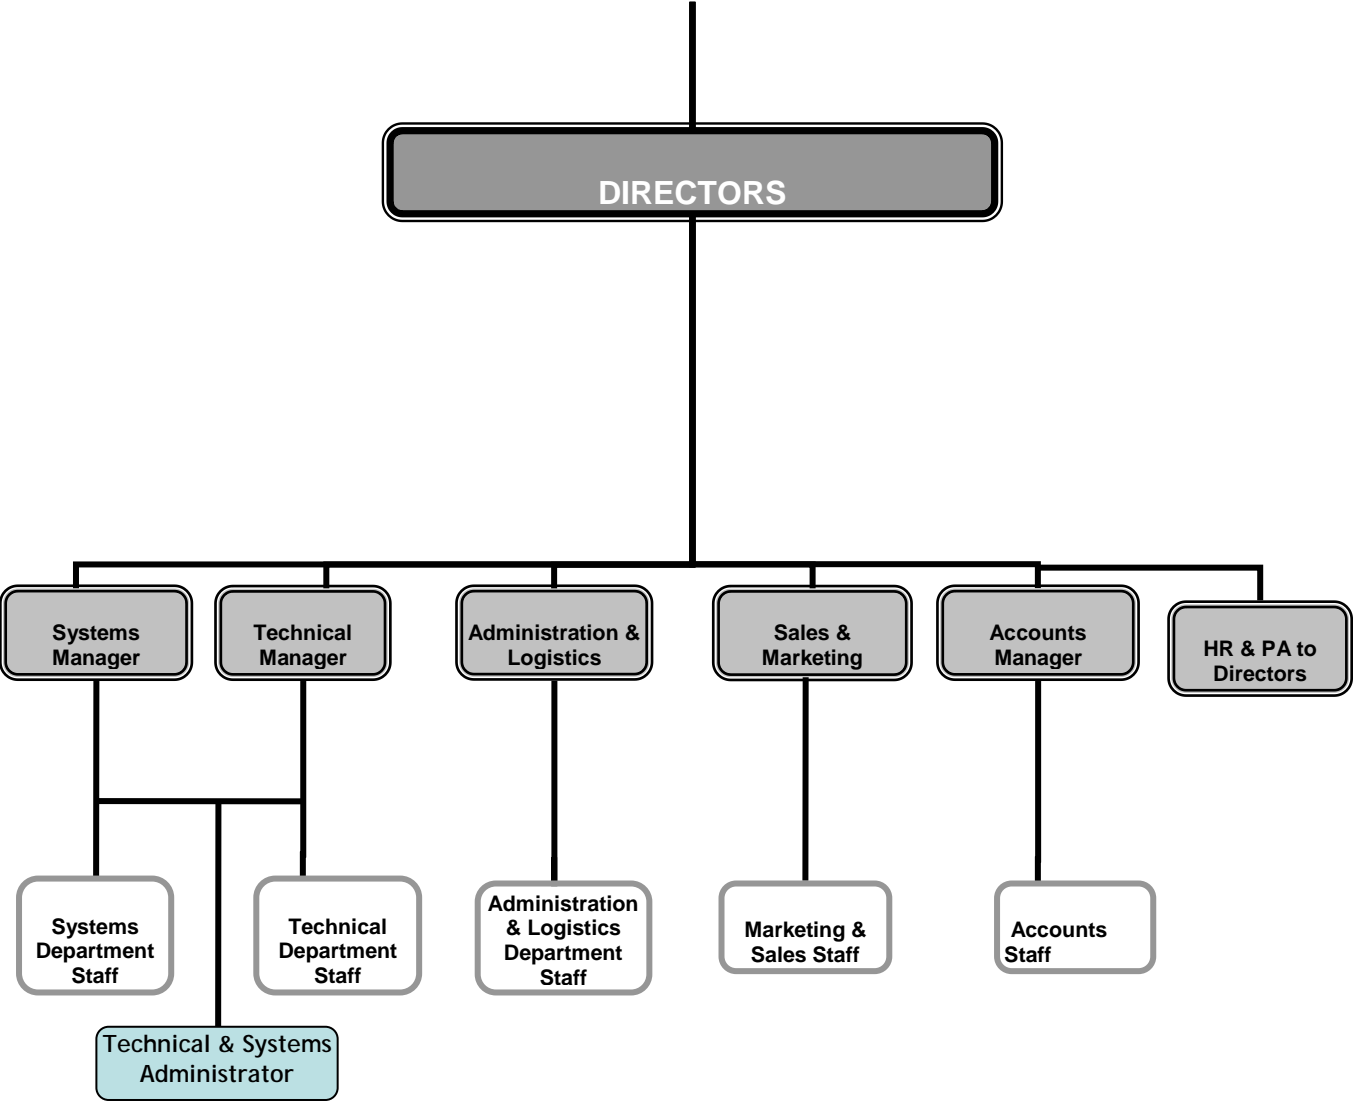 DIRECTORS
Systems
Manager
Technical
Manager
Administration &
Logistics
Sales &
Marketing
Accounts
Manager
HR & PA to
Directors
Systems
Department
Staff
Technical
Department
Staff
Administration
& Logistics
Department
Staff
Marketing &
Sales Staff
Accounts
Staff
Technical & Systems
Administrator